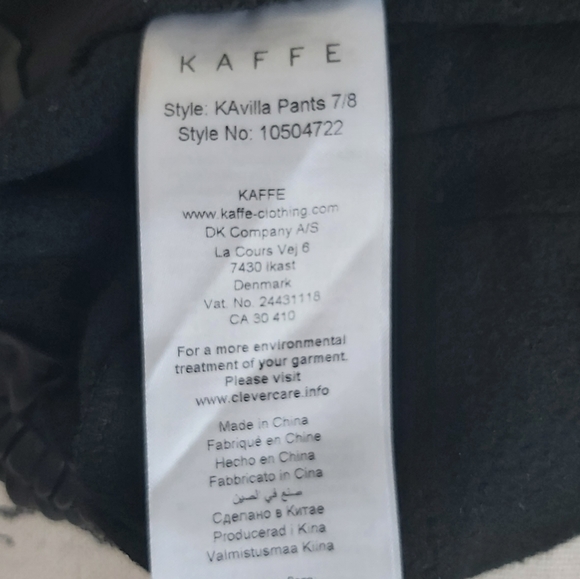 KAFFE
Style: KAvilla Pants 7/8
Style No: 10504722
KAFFE
www.kaffe-clothing.com
DK Company A/S
La Cours Vej 6
7430 Ikast
Denmark
Vat. No. 24431118
CA 30 410
For a more environmental
treatment of your garment.
Please visit
www.clevercare.info
Made in China
Fabriqué en Chine
Hecho en China
Fabbricato in Cina
صنع في الصين
Сделано в Китае
Producerad i Kina
Valmistusmaa Kiina